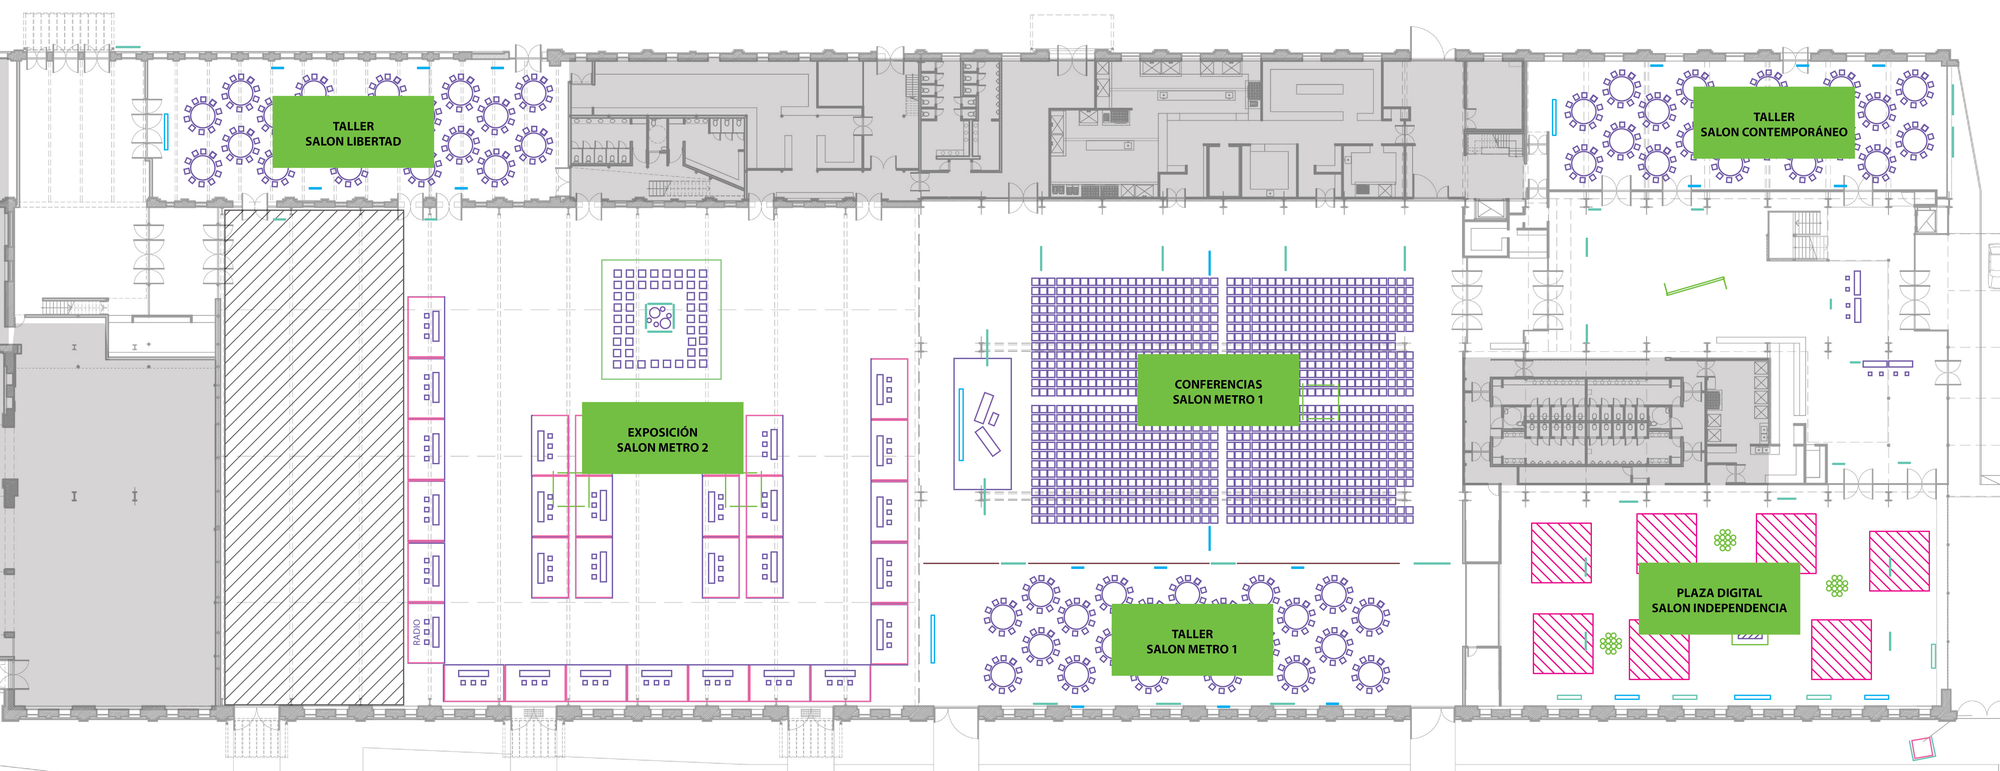 TALLER
SALON LIBERTAD
TALLER
SALON CONTEMPORÁNEO
EXPOSICIÓN
SALON METRO 2
CONFERENCIAS
SALON METRO 1
RADIO
TALLER
SALON METRO 1
PLAZA DIGITAL
SALON INDEPENDENCIA